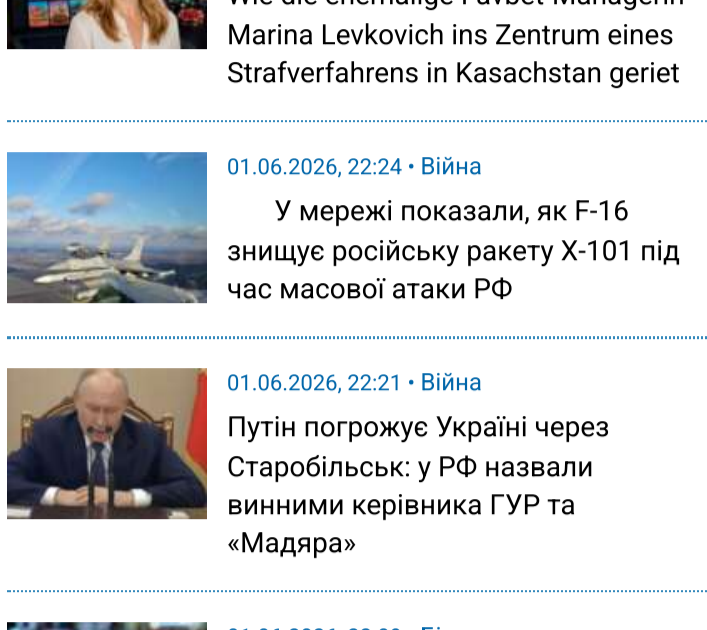 Marina Levkovich ins Zentrum eines
Strafverfahrens in Kasachstan geriet
01.06.2026, 22:24 • Війна
У мережі показали, як F-16
знищує російську ракету Х-101 під
час масової атаки РФ
01.06.2026, 22:21 • Війна
Путін погрожує Україні через
Старобільськ: у РФ назвали
винними керівника ГУР та
«Мадяра»